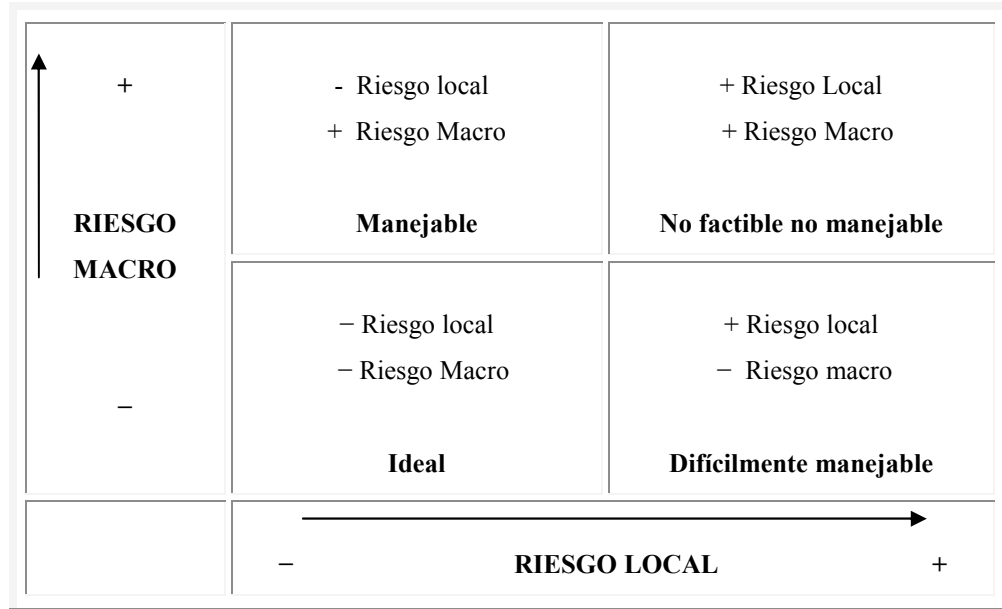 +
- Riesgo local
+ Riesgo Macro
Manejable
+ Riesgo Local
+ Riesgo Macro
No factible no manejable
RIESGO
MACRO
− Riesgo local
− Riesgo Macro
Ideal
+ Riesgo local
− Riesgo macro
Difícilmente manejable
−
− RIESGO LOCAL +